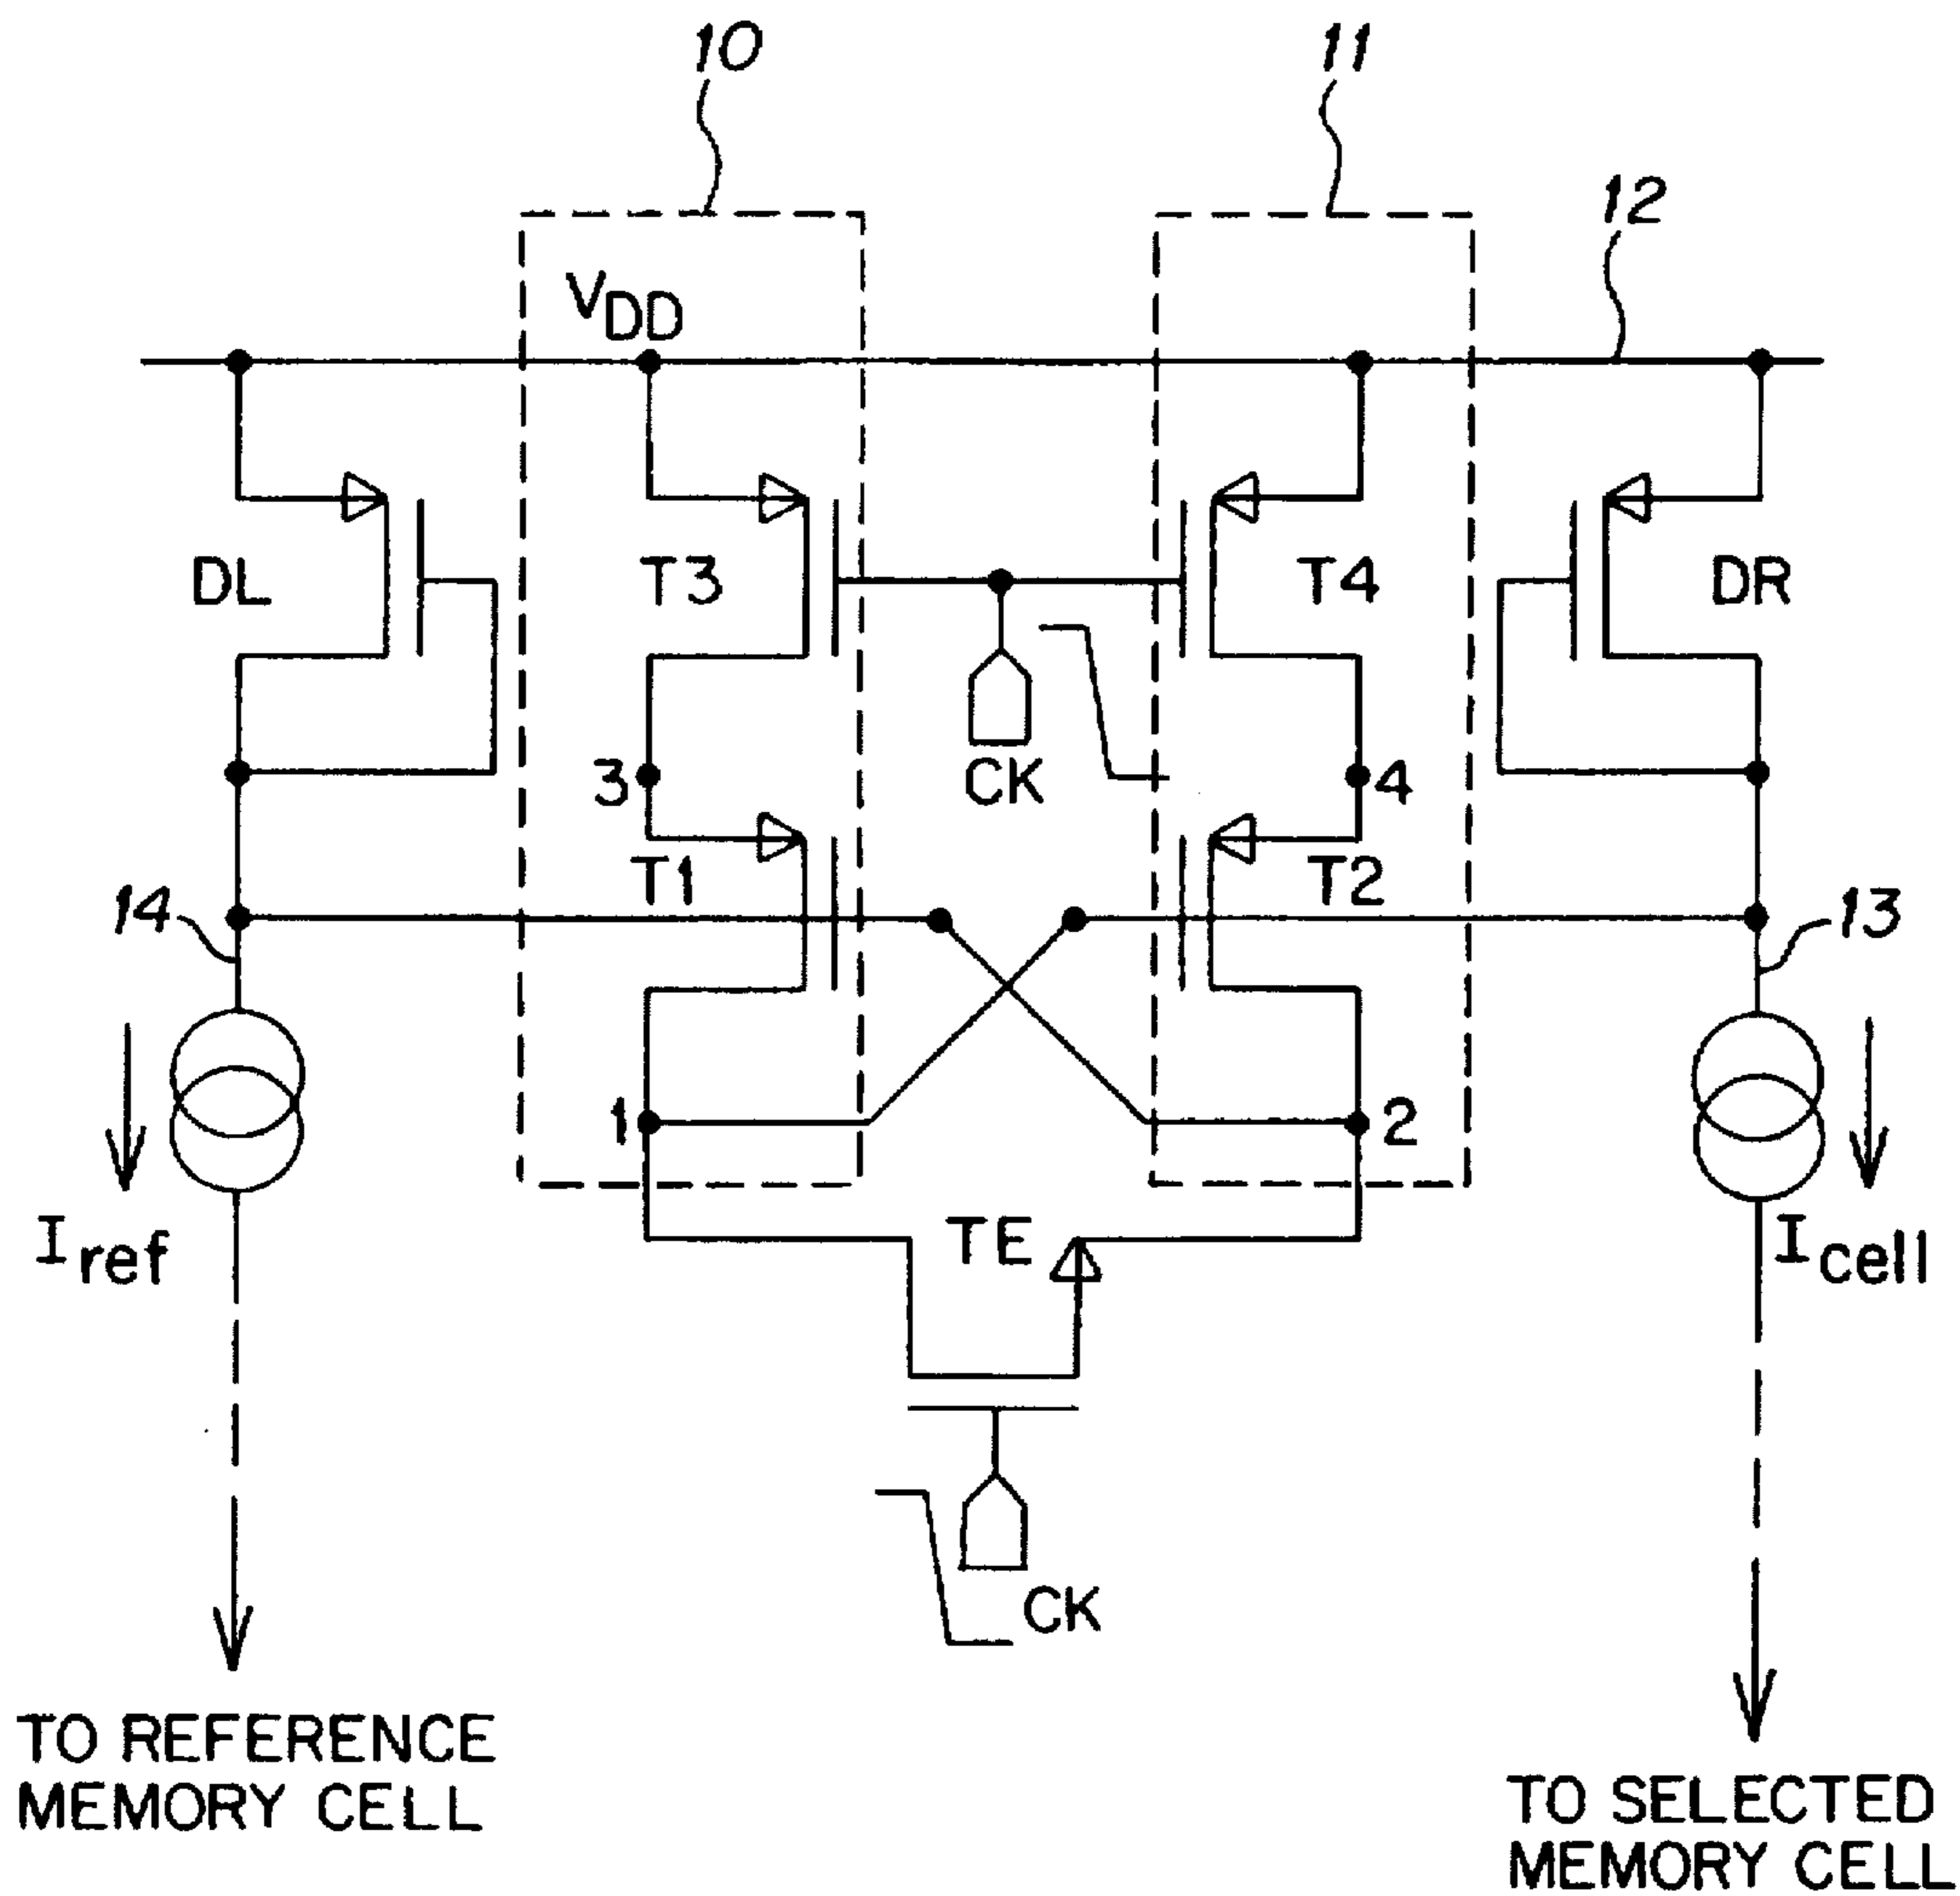 10
11
12
VDD
DL
T3
T4
DR
CK
3
4
T1
T2
14
13
1
2
TE
Iref
Icell
CK
TO REFERENCE
MEMORY CELL
TO SELECTED
MEMORY CELL